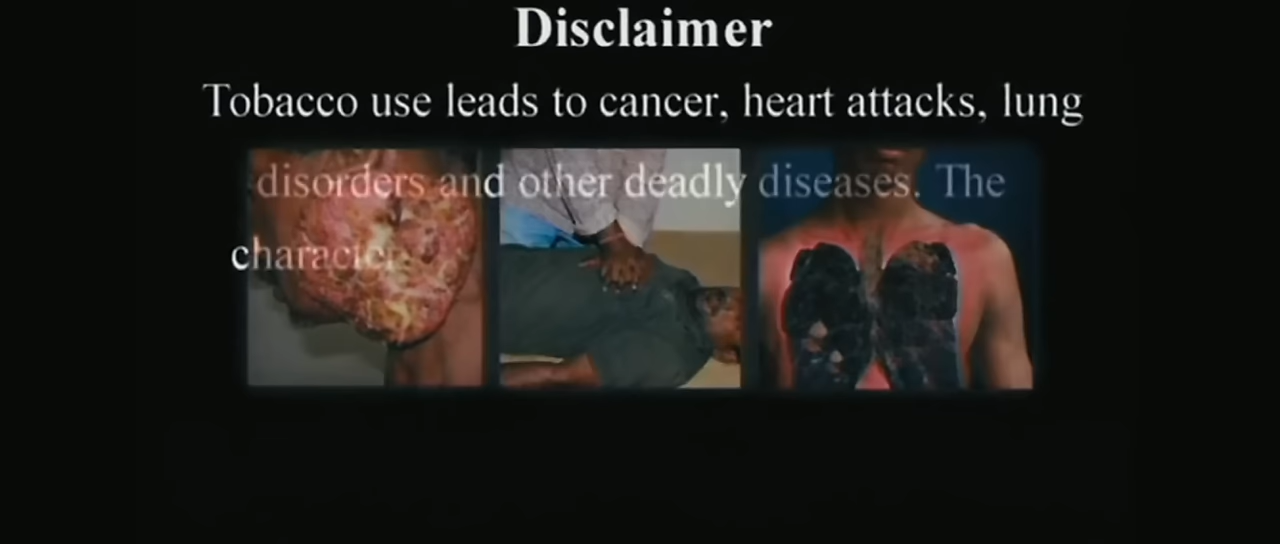 Disclaimer
Tobacco use leads to cancer, heart attacks, lung
disorders and other deadly diseases. The